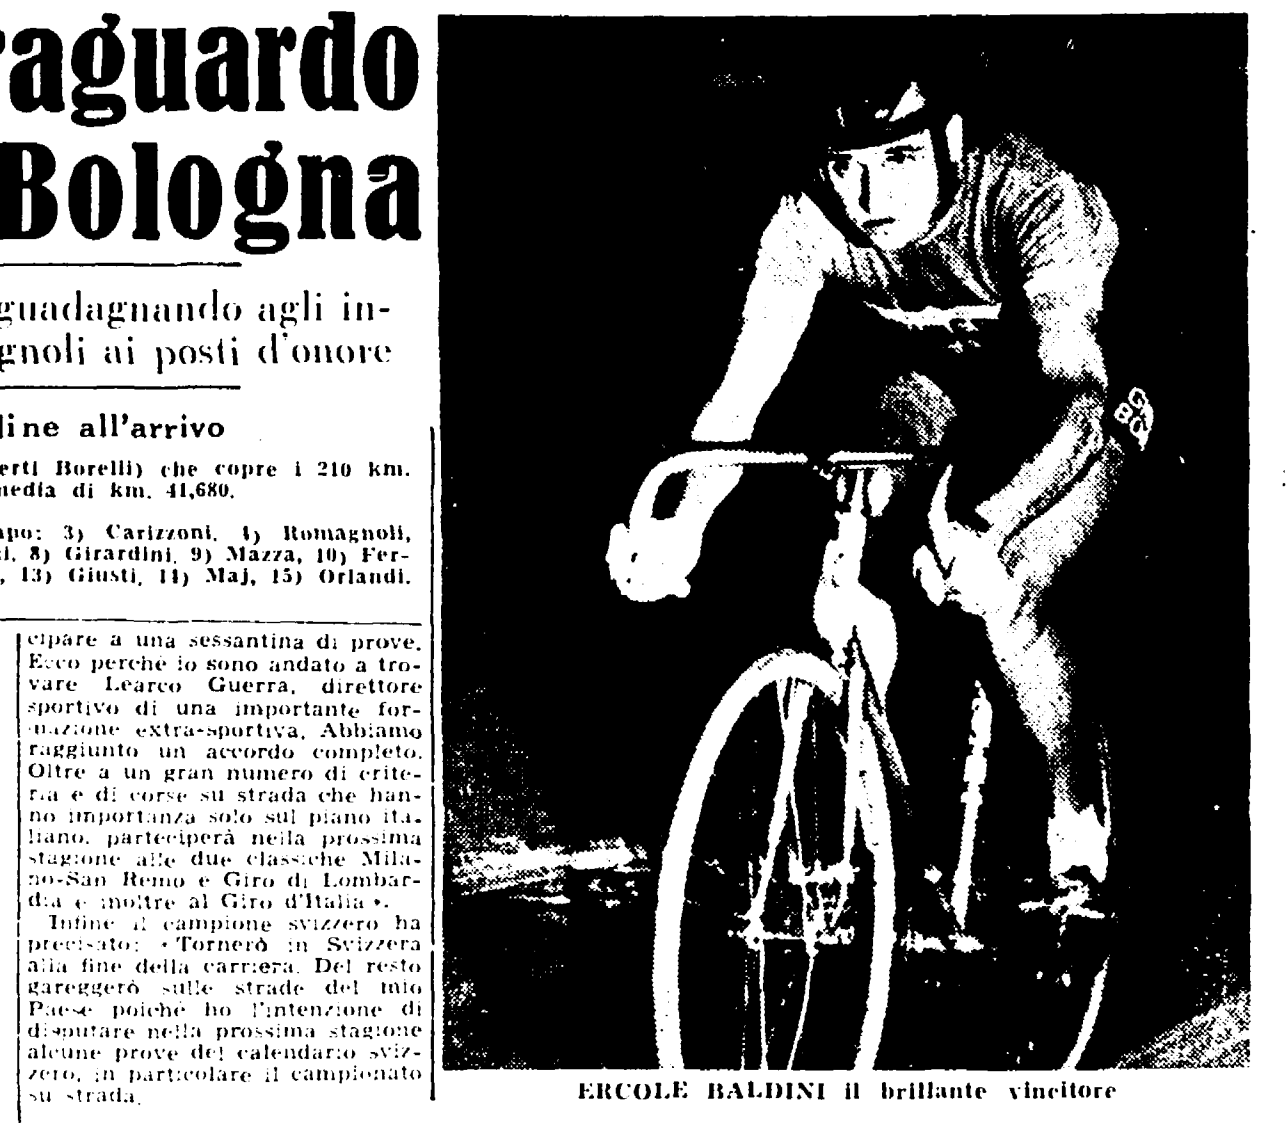 raguardo
Bologna
guadagnando agli in-
gnoli ai posti d'onore
line all'arrivo
erti Borelli) che copre i 210 km.
media di km. 41,680.
3) Carizzoni, 4) Romagnoli,
8) Girardini, 9) Mazza, 10) Fer-
, 13) Giusti, 14) Maj, 15) Orlandi.
cipare a una sessantina di prove.
Ecco perché io sono andato a tro-
vare Learco Guerra, direttore
sportivo di una importante for-
mazione extra-sportiva. Abbiamo
raggiunto un accordo completo.
Oltre a un gran numero di crite-
ria e di corse su strada che han-
no importanza solo sul piano ita-
liano, parteciperà nella prossima
stagione alle due classiche Mila-
no-San Remo e Giro di Lombar-
dia e inoltre al Giro d'Italia ».
Infine il campione svizzero ha
precisato: « Tornerò in Svizzera
alla fine della carriera. Del resto
gareggerò sulle strade del mio
Paese poiché ho l'intenzione di
disputare nella prossima stagione
alcune prove del calendario sviz-
zero, in particolare il campionato
su strada.
ERCOLE BALDINI il brillante vincitore